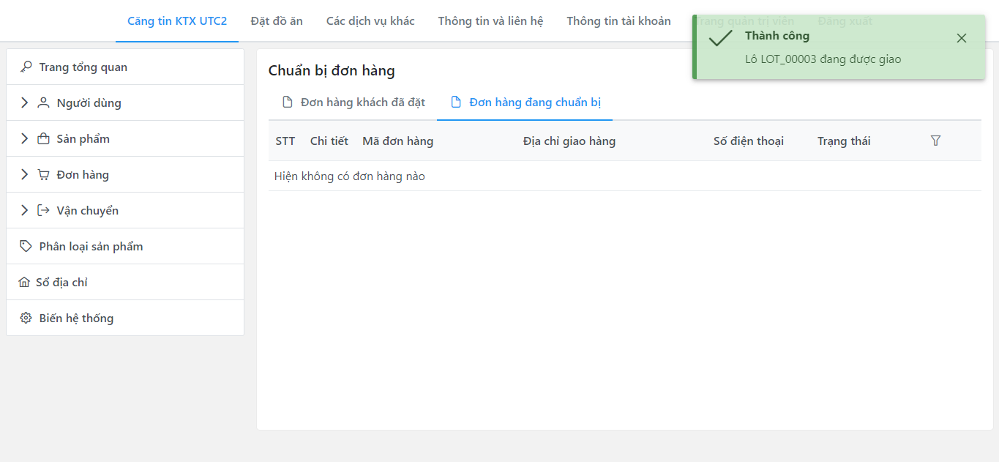 Căng tin KTX UTC2 Đặt đồ ăn Các dịch vụ khác Thông tin và liên hệ Thông tin tài khoản Trang quản trị viên Đăng xuất
Thành công
Lô LOT_00003 đang được giao
Trang tổng quan
Người dùng
Sản phẩm
Đơn hàng
Vận chuyển
Phân loại sản phẩm
Sổ địa chỉ
Biến hệ thống
Chuẩn bị đơn hàng
Đơn hàng khách đã đặt Đơn hàng đang chuẩn bị
STT Chi tiết Mã đơn hàng Địa chỉ giao hàng Số điện thoại Trạng thái
Hiện không có đơn hàng nào